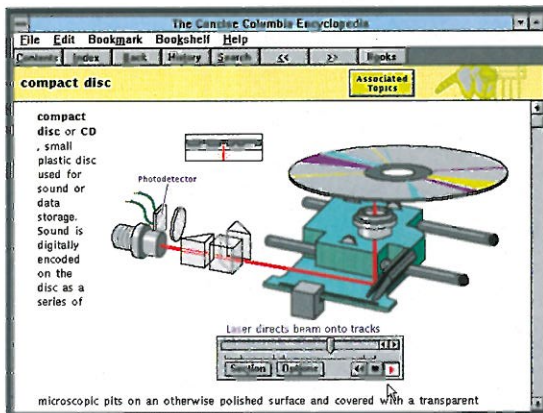 The Concise Columbia Encyclopedia
File Edit Bookmark Bookshelf Help
Contents Index Back History Search << >> Books
compact disc
Associated
Topics
compact
disc or CD
, small
plastic disc
used for
sound or
data
storage.
Sound is
digitally
encoded
on the
disc as a
series of
Photodetector
Laser directs beam onto tracks
Section Options
microscopic pits on an otherwise polished surface and covered with a transparent